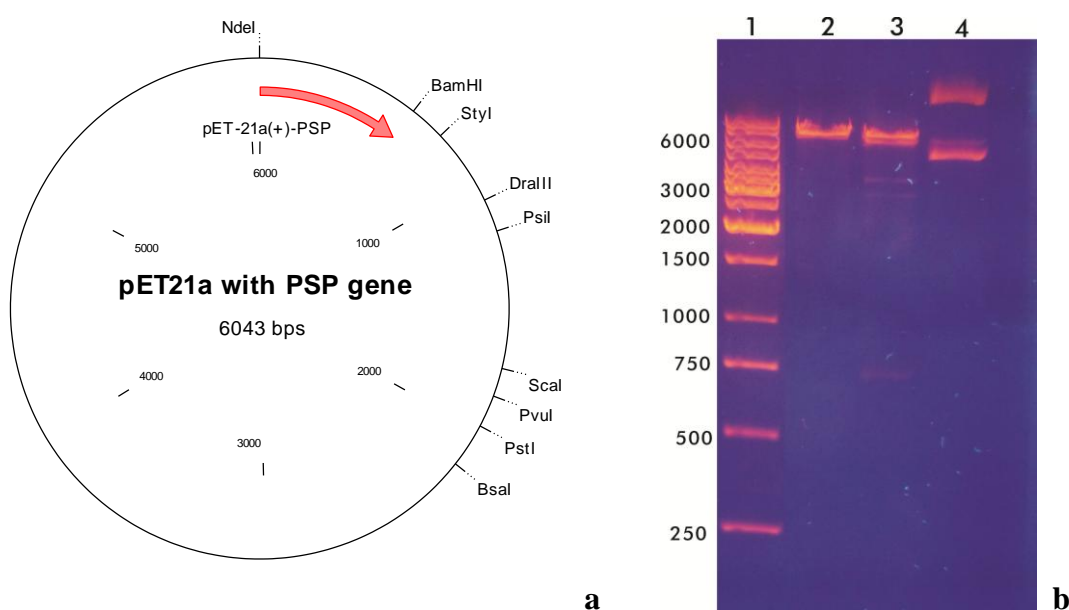 NdeI
BamHI
StyI
pET-21a(+)-PSP
6000
DraIII
PsiI
1000
5000
pET21a with PSP gene
6043 bps
4000
2000
ScaI
PvuI
PstI
3000
BsaI
a
1 2 3 4
6000
3000
2000
1500
1000
750
500
250
b